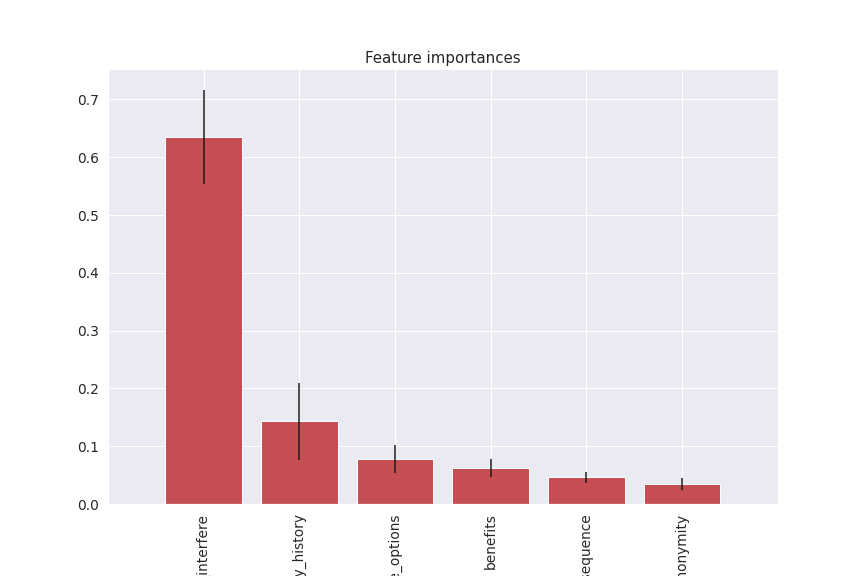 Feature importances
0.7
0.6
0.5
0.4
0.3
0.2
0.1
0.0
interfere
y_history
e_options
benefits
sequence
nonymity